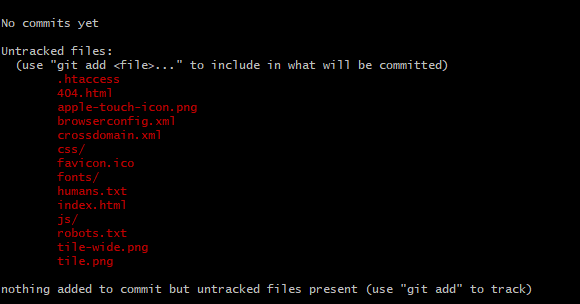 No commits yet
Untracked files:
(use "git add <file>..." to include in what will be committed)
.htaccess
404.html
apple-touch-icon.png
browserconfig.xml
crossdomain.xml
css/
favicon.ico
fonts/
humans.txt
index.html
js/
robots.txt
tile-wide.png
tile.png
nothing added to commit but untracked files present (use "git add" to track)